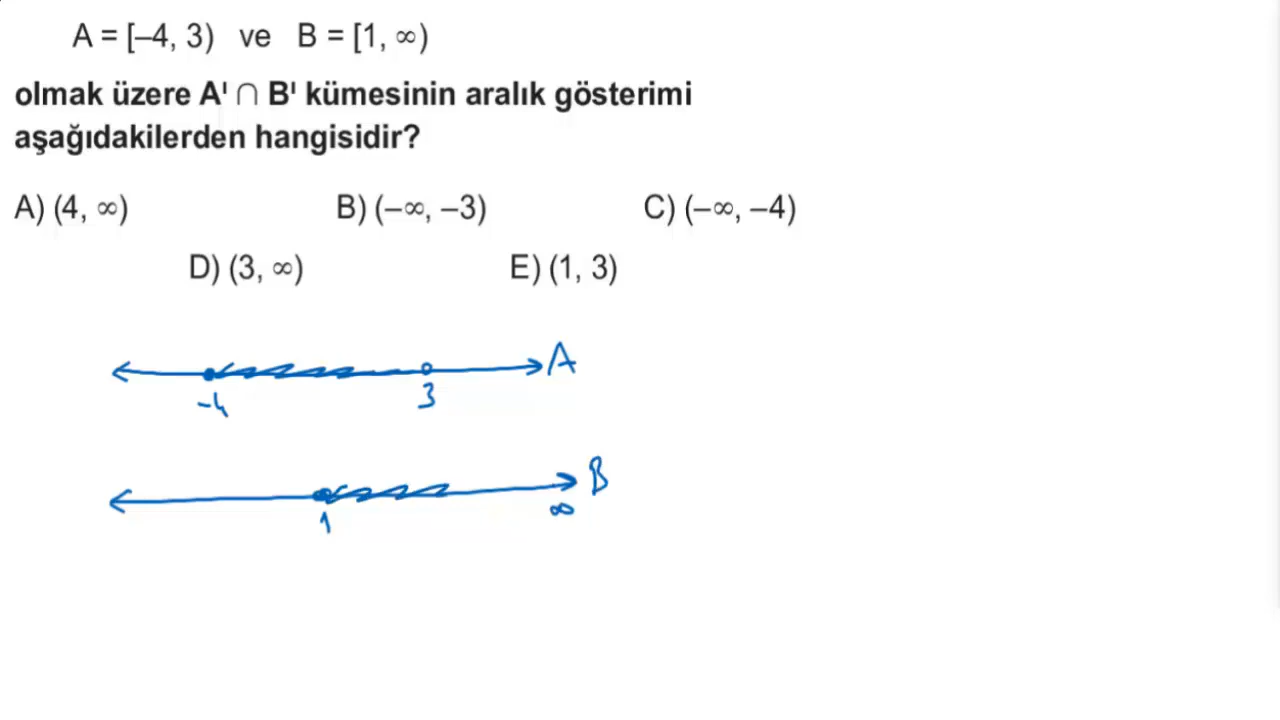 A = [–4, 3) ve B = [1, ∞)
olmak üzere A' ∩ B' kümesinin aralık gösterimi
aşağıdakilerden hangisidir?
A) (4, ∞) B) (–∞, –3) C) (–∞, –4)
D) (3, ∞) E) (1, 3)
A
-4 3
B
1 ∞